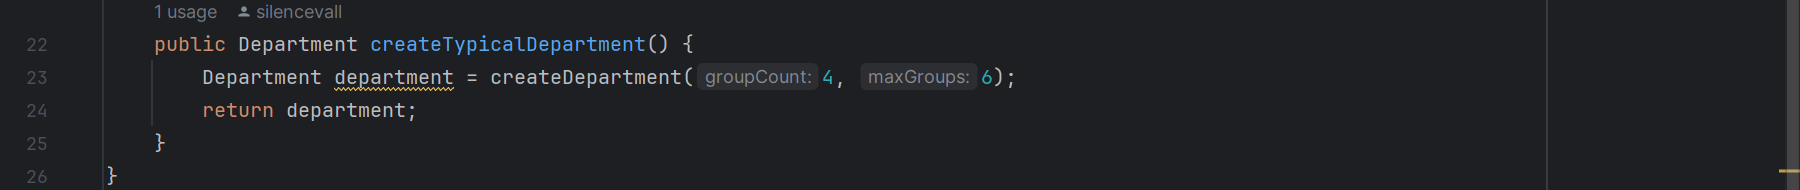 1 usage silencevall
22 public Department createTypicalDepartment() {
23 Department department = createDepartment( groupCount: 4, maxGroups: 6);
24 return department;
25 }
26 }